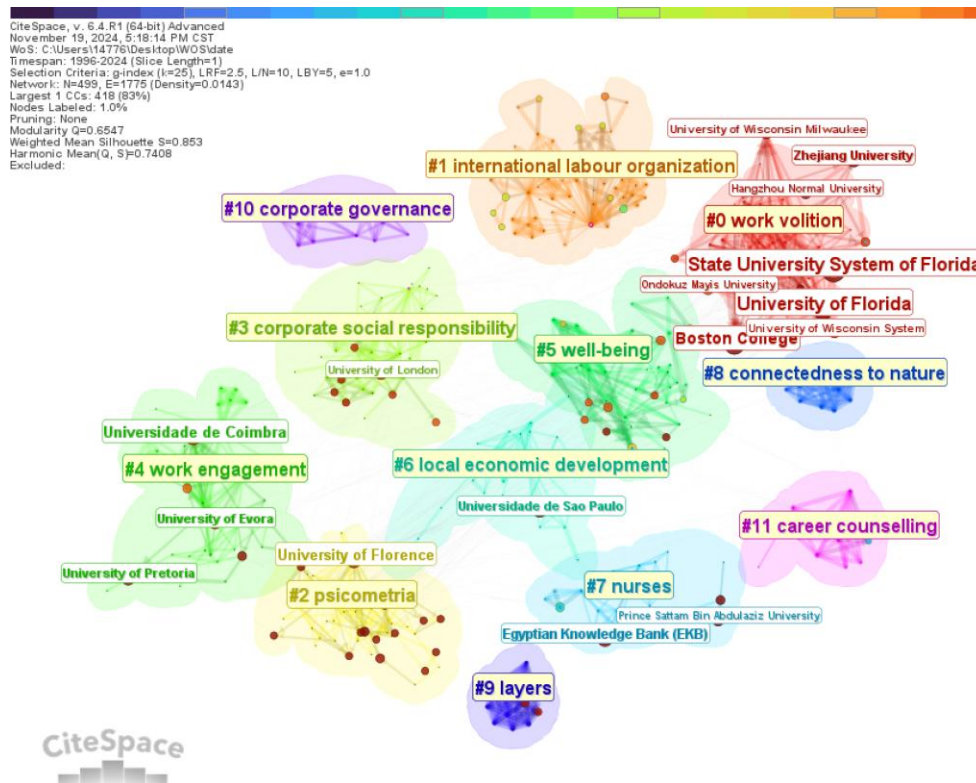 CiteSpace, v. 6.4.R1 (64-bit) Advanced
November 19, 2024, 5:18:14 PM CST
WoS: C:\Users\14776\Desktop\WOS\date
Timespan: 1996-2024 (Slice Length=1)
Selection Criteria: g-index (k=25), LRF=2.5, L/N=10, LBY=5, e=1.0
Network: N=499, E=1775 (Density=0.0143)
Largest 1 CCs: 418 (83%)
Nodes Labeled: 1.0%
Pruning: None
Modularity Q=0.6547
Weighted Mean Silhouette S=0.853
Harmonic Mean(Q, S)=0.7408
Excluded:
University of Wisconsin Milwaukee
Zhejiang University
#1 international labour organization
Hangzhou Normal University
#10 corporate governance
#0 work volition
State University System of Florida
Ondokuz Mayis University
University of Florida
#3 corporate social responsibility
University of Wisconsin System
Boston College
#5 well-being
University of London
#8 connectedness to nature
Universidade de Coimbra
#4 work engagement
#6 local economic development
Universidade de Sao Paulo
University of Evora
#11 career counselling
University of Florence
University of Pretoria
#7 nurses
#2 psicometria
Prince Sattam Bin Abdulaziz University
Egyptian Knowledge Bank (EKB)
#9 layers
CiteSpace